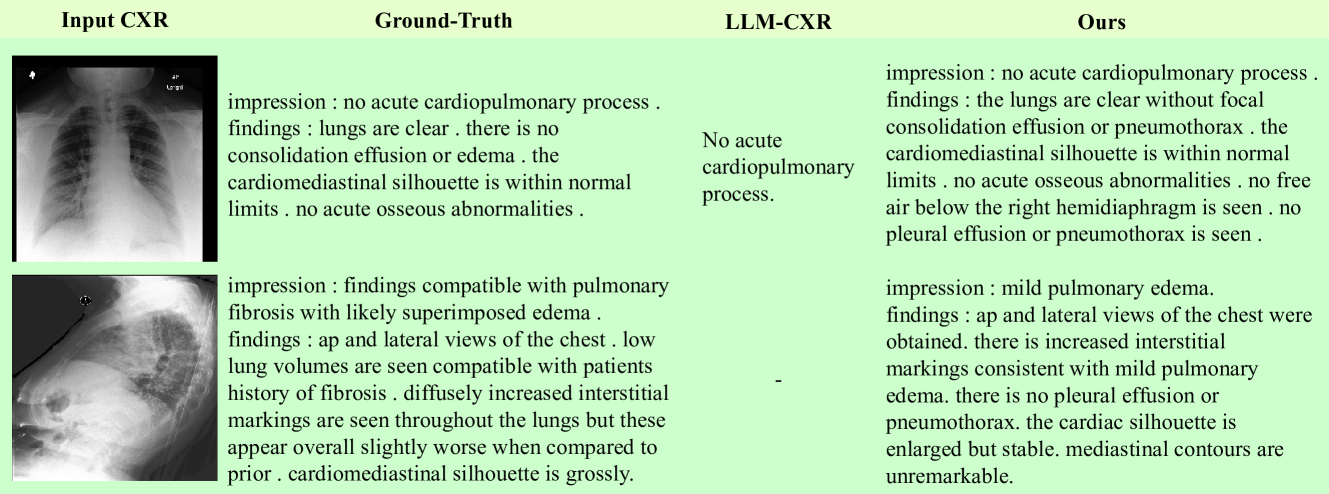 Input CXR
Ground-Truth
LLM-CXR
Ours
AP
impression : no acute cardiopulmonary process .
findings : lungs are clear . there is no
consolidation effusion or edema . the
cardiomediastinal silhouette is within normal
limits . no acute osseous abnormalities .
No acute
cardiopulmonary
process.
impression : no acute cardiopulmonary process .
findings : the lungs are clear without focal
consolidation effusion or pneumothorax . the
cardiomediastinal silhouette is within normal
limits . no acute osseous abnormalities . no free
air below the right hemidiaphragm is seen . no
pleural effusion or pneumothorax is seen .
impression : findings compatible with pulmonary
fibrosis with likely superimposed edema .
findings : ap and lateral views of the chest . low
lung volumes are seen compatible with patients
history of fibrosis . diffusely increased interstitial
markings are seen throughout the lungs but these
appear overall slightly worse when compared to
prior . cardiomediastinal silhouette is grossly.
-
impression : mild pulmonary edema.
findings : ap and lateral views of the chest were
obtained. there is increased interstitial
markings consistent with mild pulmonary
edema. there is no pleural effusion or
pneumothorax. the cardiac silhouette is
enlarged but stable. mediastinal contours are
unremarkable.